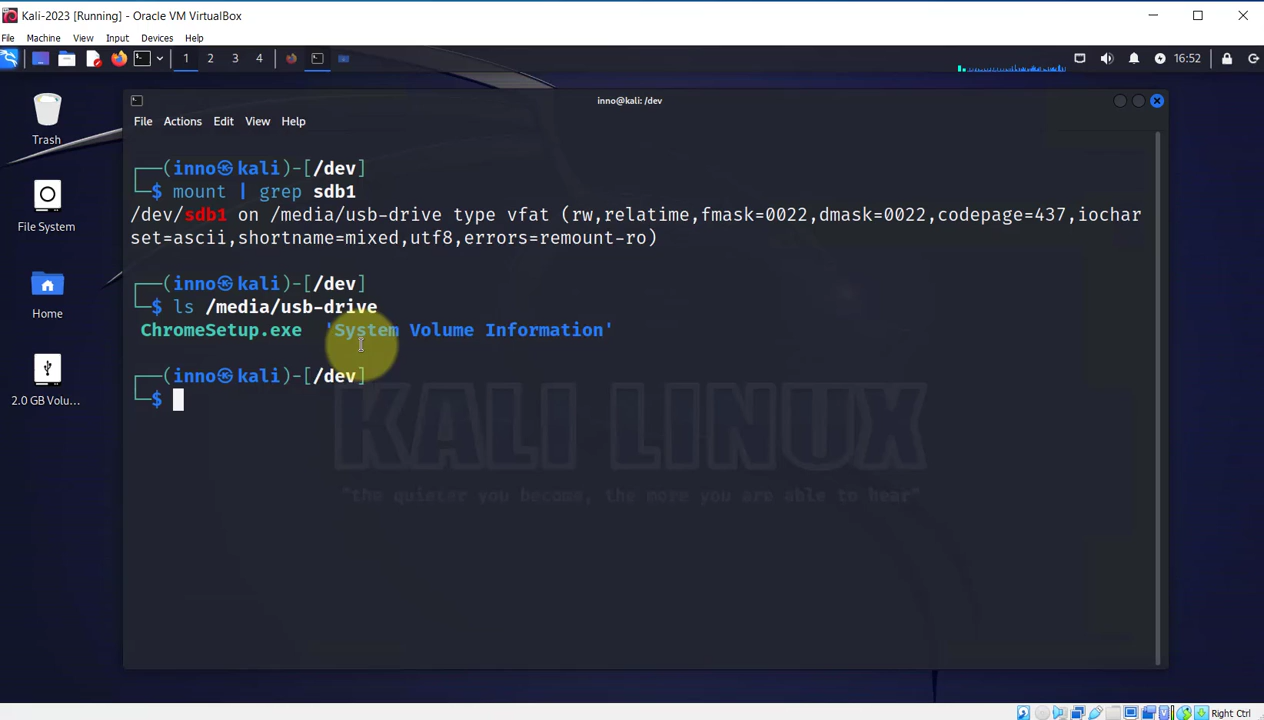 Kali-2023 [Running] - Oracle VM VirtualBox
File Machine View Input Devices Help
1 2 3 4 16:52
inno@kali: /dev
File Actions Edit View Help
Trash
File System
Home
2.0 GB Volu...
┌──(inno㉿kali)-[/dev]
└─$ mount | grep sdb1
/dev/sdb1 on /media/usb-drive type vfat (rw,relatime,fmask=0022,dmask=0022,codepage=437,iochar
set=ascii,shortname=mixed,utf8,errors=remount-ro)
┌──(inno㉿kali)-[/dev]
└─$ ls /media/usb-drive
ChromeSetup.exe 'System Volume Information'
┌──(inno㉿kali)-[/dev]
└─$
KALI LINUX
"the quieter you become, the more you are able to hear"
Right Ctrl